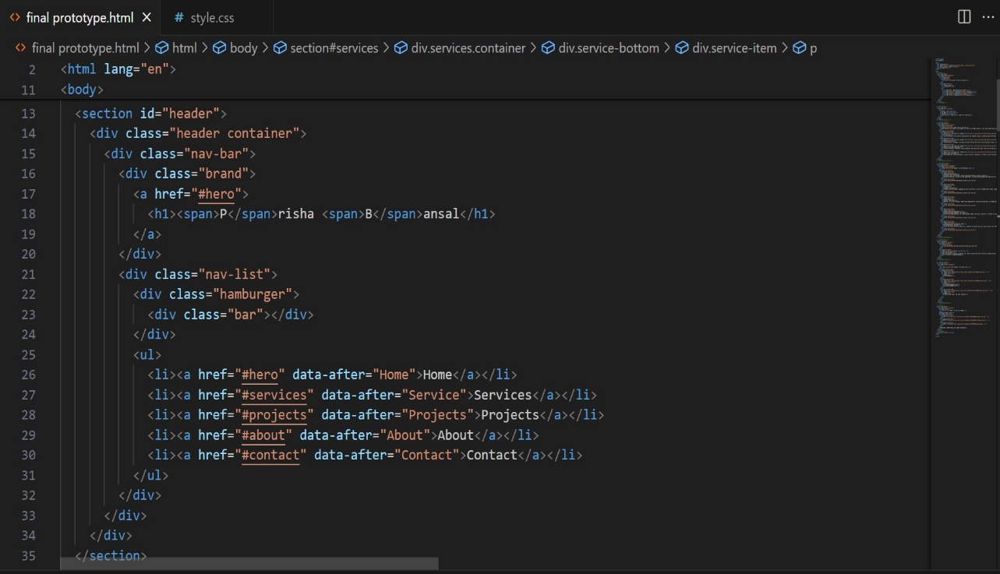 final prototype.html
# style.css
final prototype.html > html > body > section#services > div.services.container > div.service-bottom > div.service-item > p
2 <html lang="en">
11 <body>
13 <section id="header">
14 <div class="header container">
15 <div class="nav-bar">
16 <div class="brand">
17 <a href="#hero">
18 <h1><span>P</span>risha <span>B</span>ansal</h1>
19 </a>
20 </div>
21 <div class="nav-list">
22 <div class="hamburger">
23 <div class="bar"></div>
24 </div>
25 <ul>
26 <li><a href="#hero" data-after="Home">Home</a></li>
27 <li><a href="#services" data-after="Service">Services</a></li>
28 <li><a href="#projects" data-after="Projects">Projects</a></li>
29 <li><a href="#about" data-after="About">About</a></li>
30 <li><a href="#contact" data-after="Contact">Contact</a></li>
31 </ul>
32 </div>
33 </div>
34 </div>
35 </section>